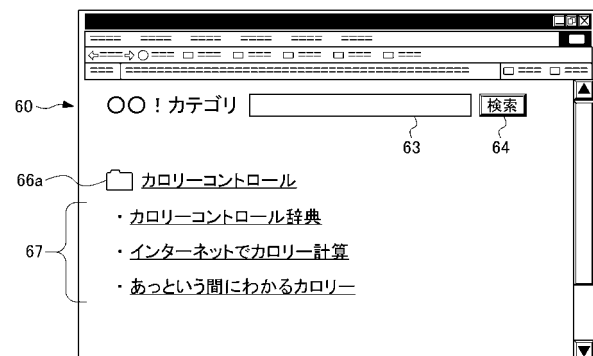 60
○○！カテゴリ 検索
63 64
66a カロリーコントロール
・カロリーコントロール辞典
67 ・インターネットでカロリー計算
・あっという間にわかるカロリー